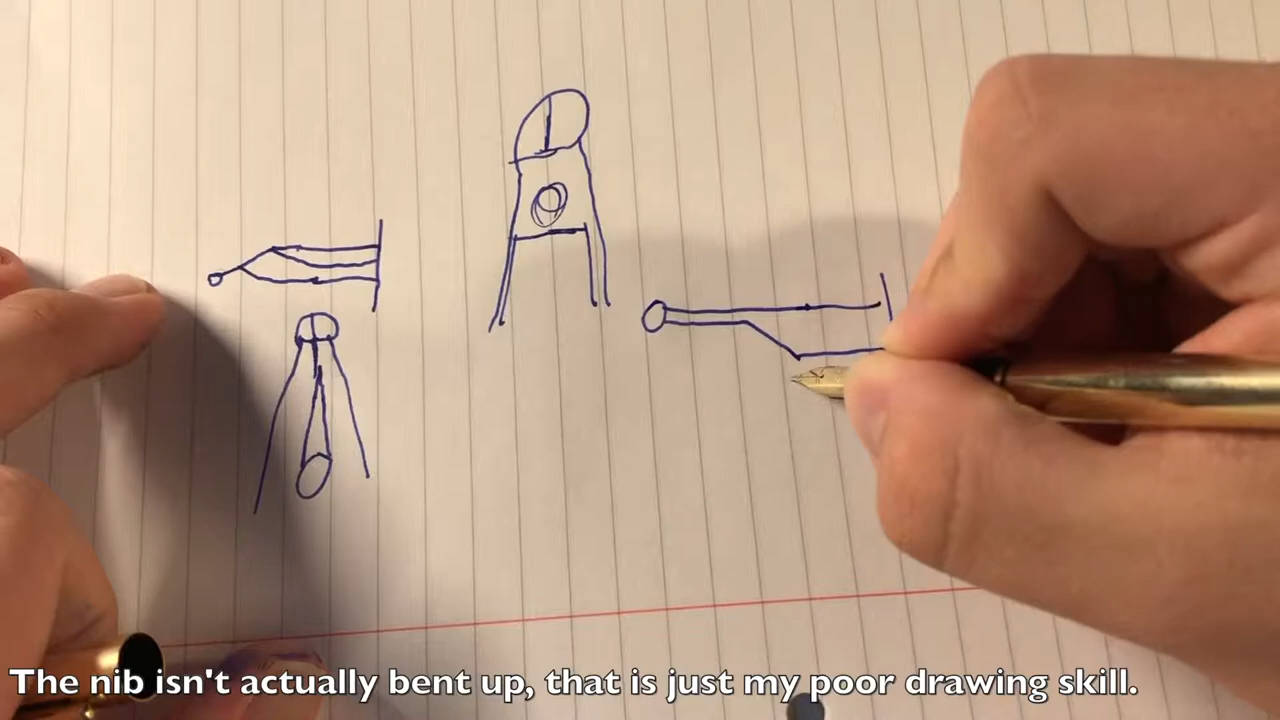 The nib isn't actually bent up, that is just my poor drawing skill.